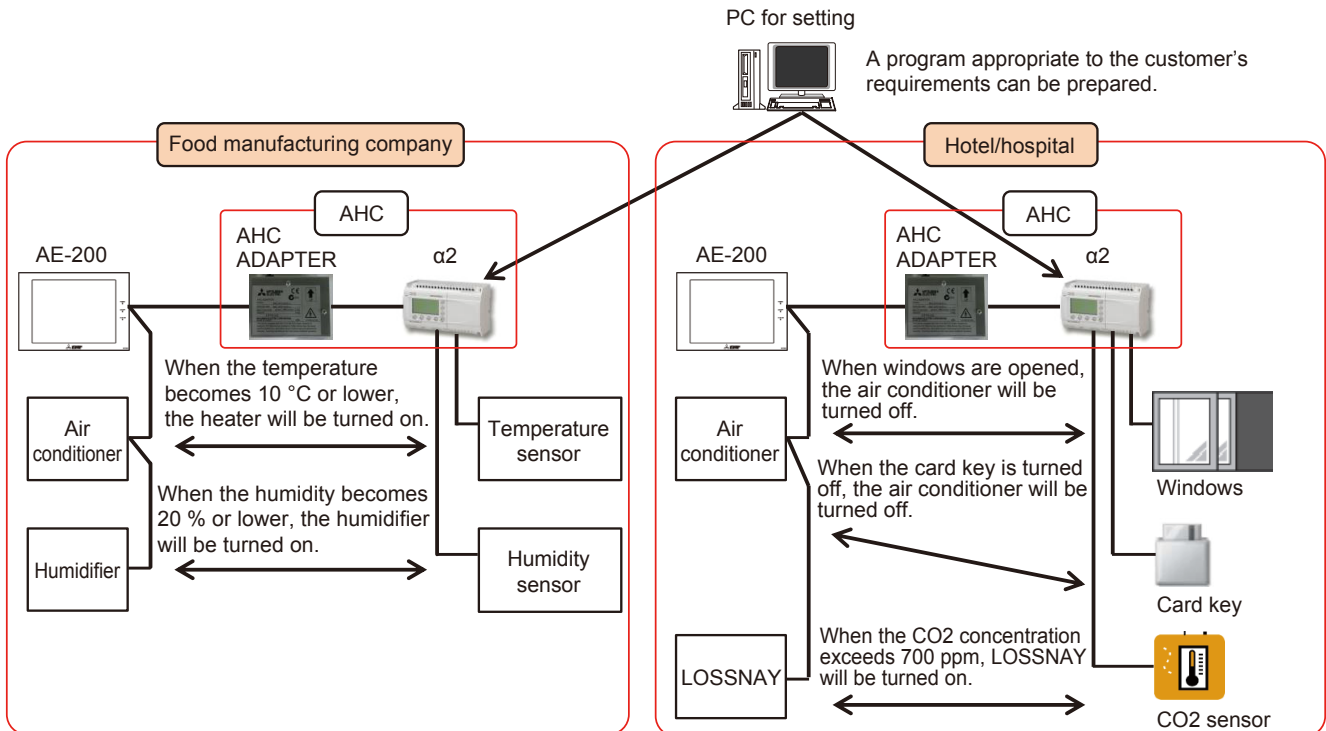 PC for setting
A program appropriate to the customer's
requirements can be prepared.
Food manufacturing company
AHC
AHC
ADAPTER
AE-200
α2
When the temperature
becomes 10 °C or lower,
the heater will be turned on.
Air
conditioner
Temperature
sensor
When the humidity becomes
20 % or lower, the humidifier
will be turned on.
Humidifier
Humidity
sensor
Hotel/hospital
AHC
AHC
ADAPTER
AE-200
α2
When windows are opened,
the air conditioner will be
turned off.
Air
conditioner
Windows
When the card key is turned
off, the air conditioner will be
turned off.
Card key
When the CO2 concentration
exceeds 700 ppm, LOSSNAY
will be turned on.
LOSSNAY
CO2 sensor